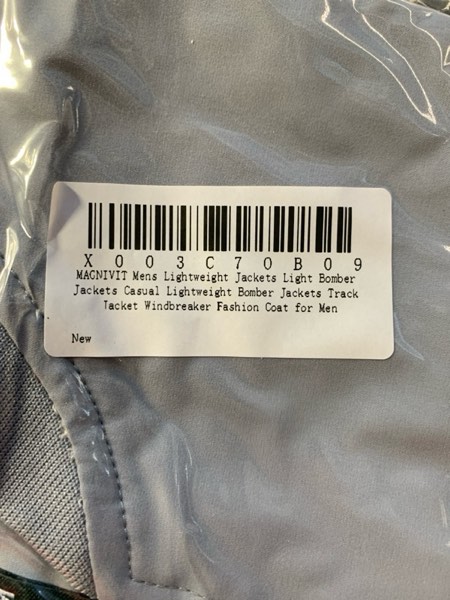 X003C70B09
MAGNIVIT Mens Lightweight Jackets Light Bomber
Jackets Casual Lightweight Bomber Jackets Track
Jacket Windbreaker Fashion Coat for Men
New